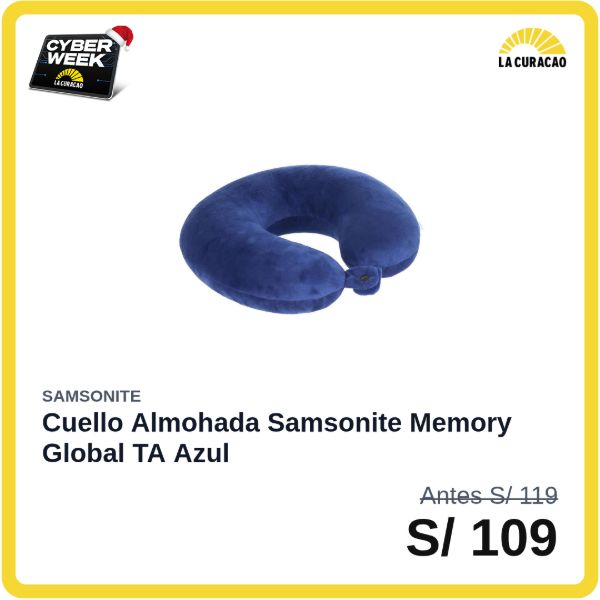 CYBER
WEEK
LA CURACAO
LA CURACAO
SAMSONITE
Cuello Almohada Samsonite Memory
Global TA Azul
Antes S/ 119
S/ 109